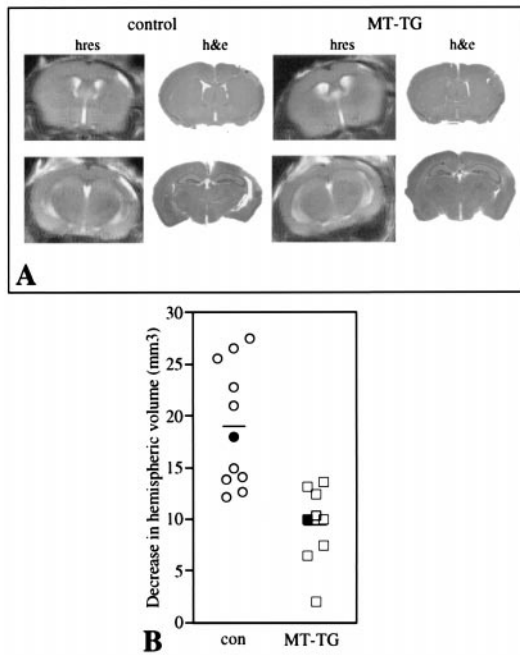 control MT-TG
hres h&e hres h&e
A
Decrease in hemispheric volume (mm3)
30
25
20
15
10
5
0
con MT-TG
B